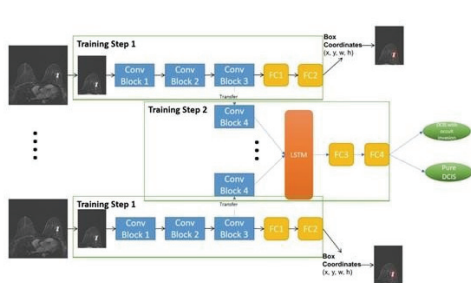 Training Step 1
Conv Block 1
Conv Block 2
Conv Block 3
FC1
FC2
Box
Coordinates
(x, y, w, h)
Transfer
Training Step 2
Conv
Block 4
LSTM
FC3
FC4
DCIS with
occult
invasion
Pure
DCIS
Conv
Block 4
Transfer
Training Step 1
Conv
Block 1
Conv
Block 2
Conv
Block 3
FC1
FC2
Box
Coordinates
(x, y, w, h)